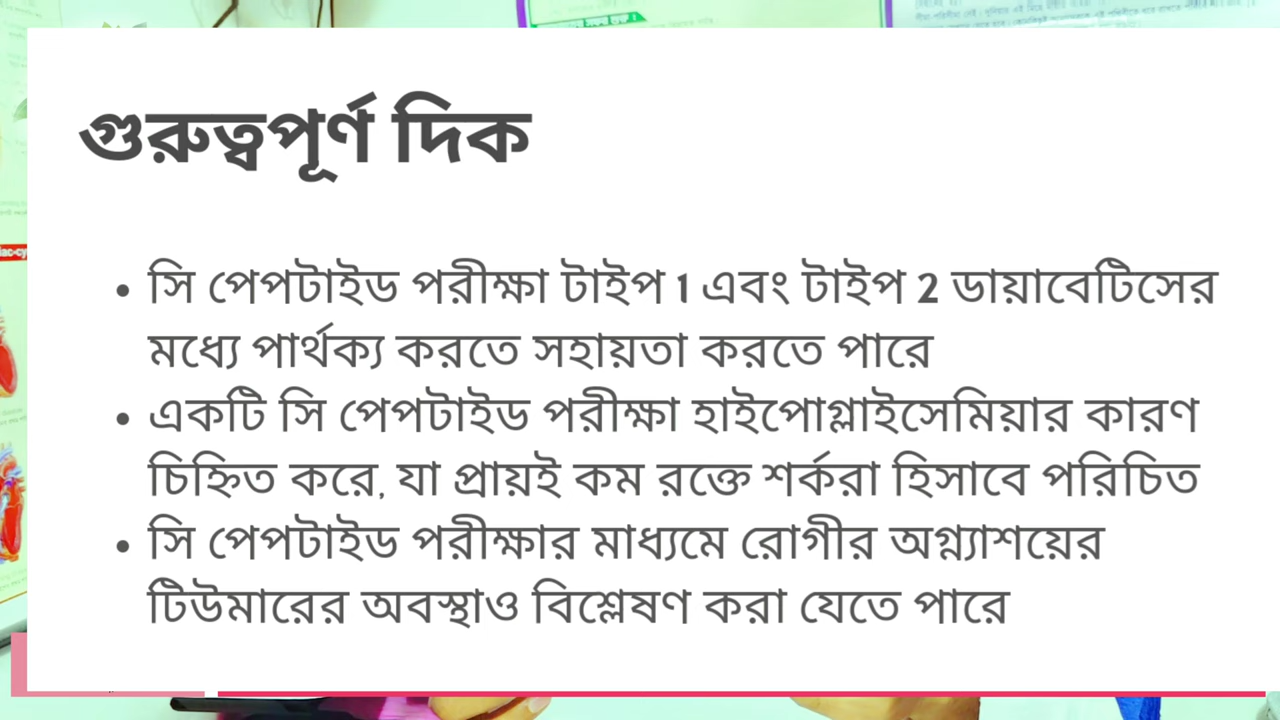 গুরুত্বপূর্ণ দিক
• সি পেপটাইড পরীক্ষা টাইপ 1 এবং টাইপ 2 ডায়াবেটিসের
মধ্যে পার্থক্য করতে সহায়তা করতে পারে
• একটি সি পেপটাইড পরীক্ষা হাইপোগ্লাইসেমিয়ার কারণ
চিহ্নিত করে, যা প্রায়ই কম রক্তে শর্করা হিসাবে পরিচিত
• সি পেপটাইড পরীক্ষার মাধ্যমে রোগীর অগ্ন্যাশয়ের
টিউমারের অবস্থাও বিশ্লেষণ করা যেতে পারে